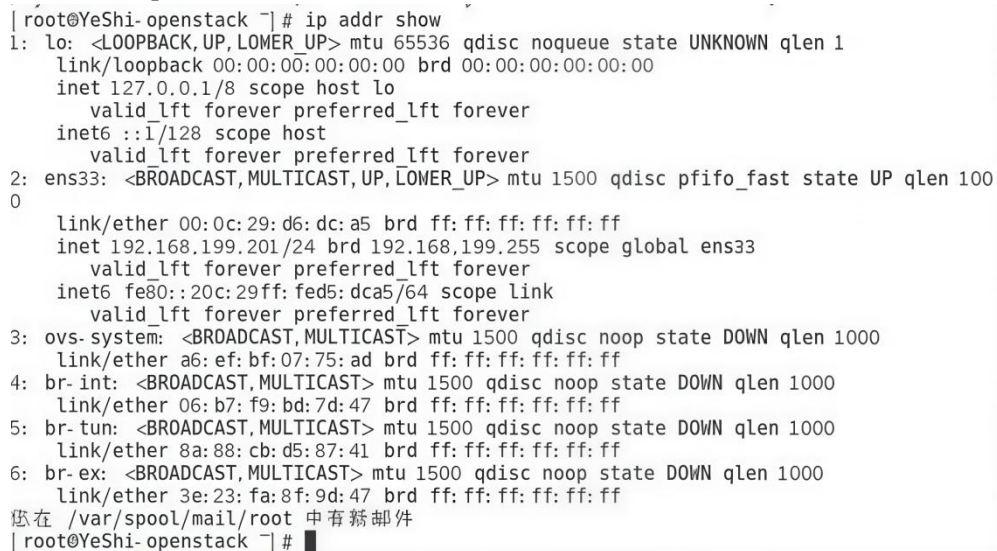 |root@YeShi-openstack ~|# ip addr show
1: lo: <LOOPBACK,UP,LOMER_UP> mtu 65536 qdisc noqueue state UNKNOWN qlen 1
link/loopback 00:00:00:00:00:00 brd 00:00:00:00:00:00
inet 127.0.0.1/8 scope host lo
valid_lft forever preferred_lft forever
inet6 ::1/128 scope host
valid_lft forever preferred_lft forever
2: ens33: <BROADCAST,MULTICAST,UP,LOWER_UP> mtu 1500 qdisc pfifo_fast state UP qlen 100
0
link/ether 00:0c:29:d6:dc:a5 brd ff:ff:ff:ff:ff:ff
inet 192.168.199.201/24 brd 192.168,199.255 scope global ens33
valid_lft forever preferred_lft forever
inet6 fe80::20c:29ff:fed5:dca5/64 scope link
valid_lft forever preferred_lft forever
3: ovs-system: <BROADCAST,MULTICAST> mtu 1500 qdisc noop state DOWN qlen 1000
link/ether a6:ef:bf:07:75:ad brd ff:ff:ff:ff:ff:ff
4: br-int: <BROADCAST,MULTICAST> mtu 1500 qdisc noop state DOWN qlen 1000
link/ether 06:b7:f9:bd:7d:47 brd ff:ff:ff:ff:ff:ff
5: br-tun: <BROADCAST,MULTICAST> mtu 1500 qdisc noop state DOWN qlen 1000
link/ether 8a:88:cb:d5:87:41 brd ff:ff:ff:ff:ff:ff
6: br-ex: <BROADCAST,MULTICAST> mtu 1500 qdisc noop state DOWN qlen 1000
link/ether 3e:23:fa:8f:9d:47 brd ff:ff:ff:ff:ff:ff
您在 /var/spool/mail/root 中有新邮件
|root@YeShi-openstack ~|#